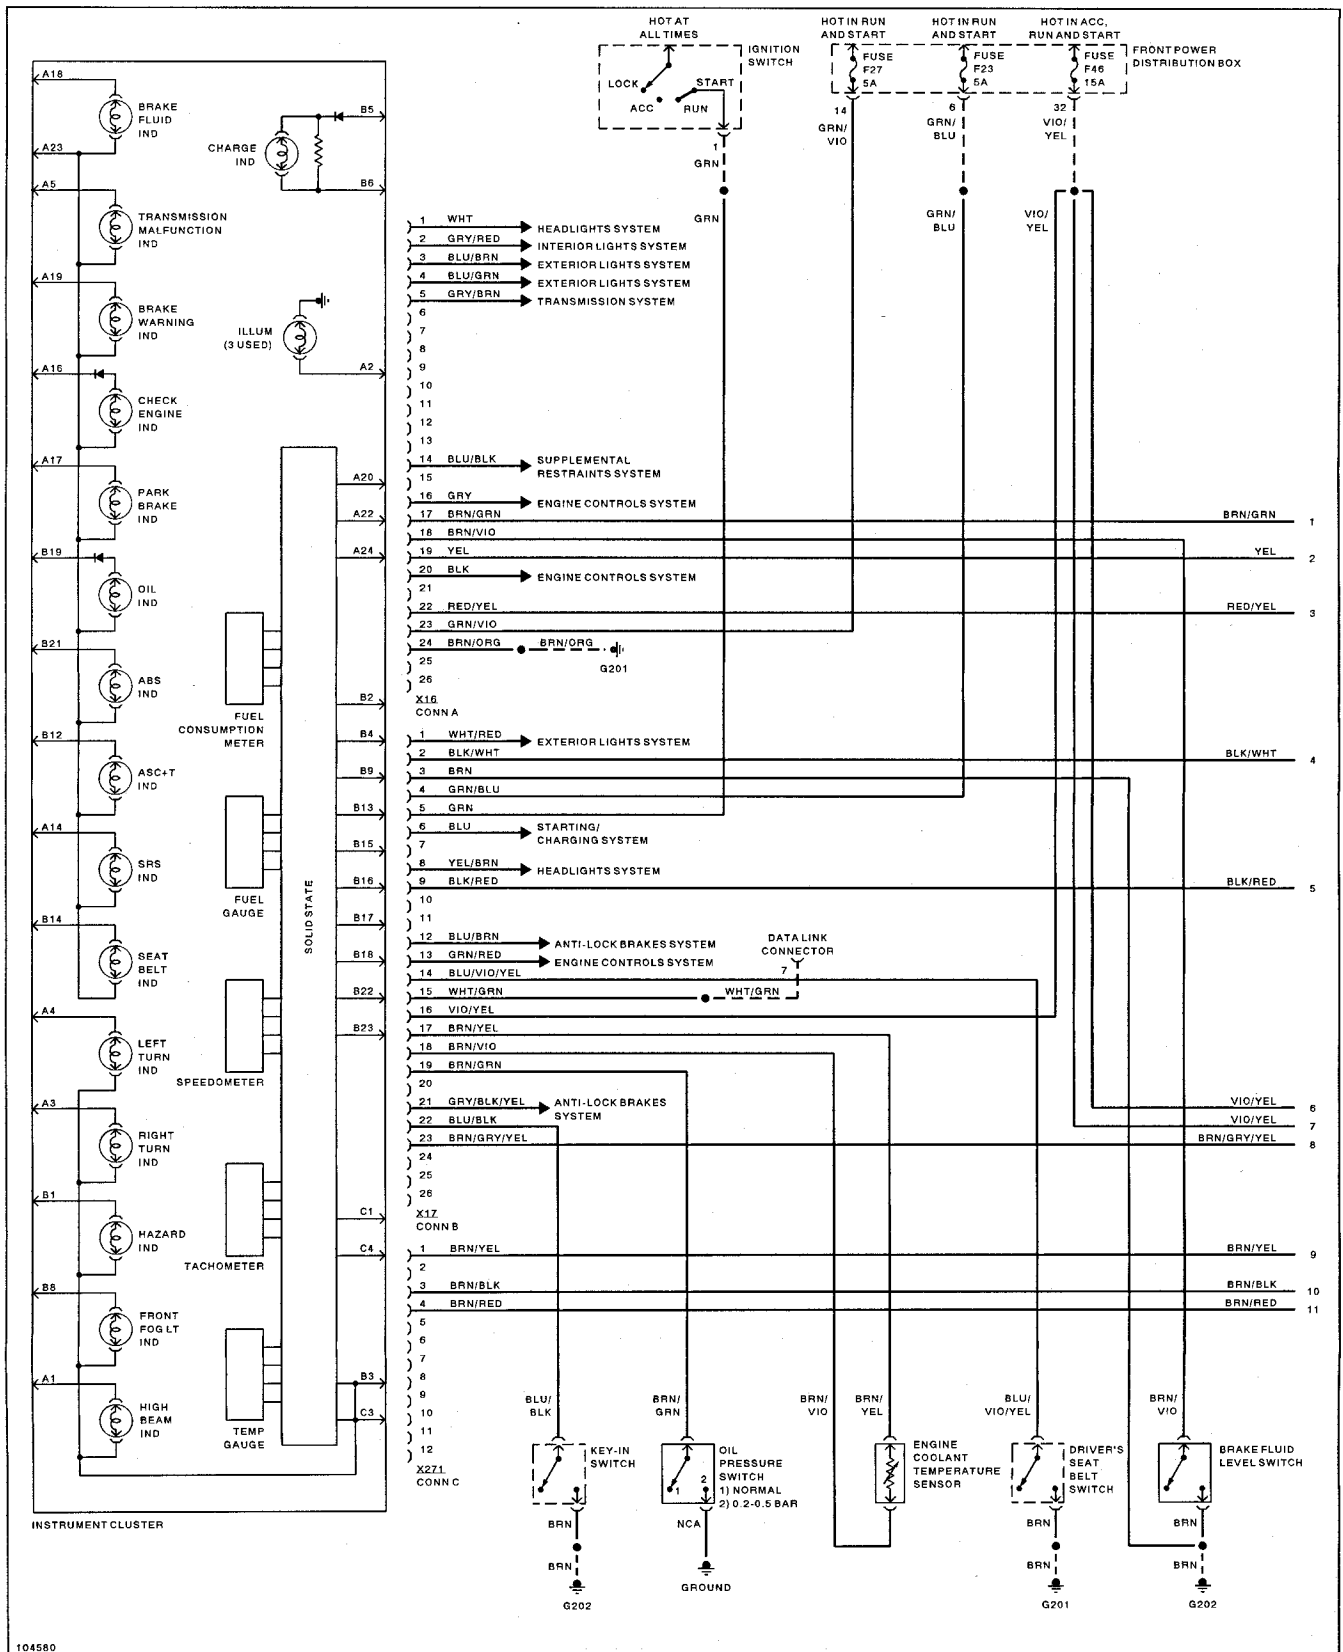 HOT AT
ALL TIMES
IGNITION
SWITCH
LOCK
START
ACC
RUN
1
GRN
GRN
HOT IN RUN
AND START
HOT IN RUN
AND START
HOT IN ACC,
RUN AND START
FUSE
F27
5A
FUSE
F23
5A
FUSE
F46
15A
FRONT POWER
DISTRIBUTION BOX
14
GRN/
VIO
6
GRN/
BLU
32
VIO/
YEL
GRN/
BLU
VIO/
YEL
A18
BRAKE
FLUID
IND
A23
A5
TRANSMISSION
MALFUNCTION
IND
A19
BRAKE
WARNING
IND
A16
CHECK
ENGINE
IND
A17
PARK
BRAKE
IND
B19
OIL
IND
B21
ABS
IND
B12
ASC+T
IND
A14
SRS
IND
B14
SEAT
BELT
IND
A4
LEFT
TURN
IND
A3
RIGHT
TURN
IND
B1
HAZARD
IND
B8
FRONT
FOG LT
IND
A1
HIGH
BEAM
IND
CHARGE
IND
B5
B6
ILLUM
(3 USED)
A2
SOLID STATE
FUEL
CONSUMPTION
METER
FUEL
GAUGE
SPEEDOMETER
TACHOMETER
TEMP
GAUGE
A20
A22
A24
B2
B4
B9
B13
B15
B16
B17
B18
B22
B23
C1
C4
B3
C3
INSTRUMENT CLUSTER
1 WHT HEADLIGHTS SYSTEM
2 GRY/RED INTERIOR LIGHTS SYSTEM
3 BLU/BRN EXTERIOR LIGHTS SYSTEM
4 BLU/GRN EXTERIOR LIGHTS SYSTEM
5 GRY/BRN TRANSMISSION SYSTEM
6
7
8
9
10
11
12
13
14 BLU/BLK SUPPLEMENTAL
RESTRAINTS SYSTEM
15
16 GRY ENGINE CONTROLS SYSTEM
17 BRN/GRN BRN/GRN 1
18 BRN/VIO
19 YEL YEL 2
20 BLK ENGINE CONTROLS SYSTEM
21
22 RED/YEL RED/YEL 3
23 GRN/VIO
24 BRN/ORG BRN/ORG
G201
25
26
X16
CONN A
1 WHT/RED EXTERIOR LIGHTS SYSTEM
2 BLK/WHT BLK/WHT 4
3 BRN
4 GRN/BLU
5 GRN
6 BLU STARTING/
CHARGING SYSTEM
7
8 YEL/BRN HEADLIGHTS SYSTEM
9 BLK/RED BLK/RED 5
10
11
12 BLU/BRN ANTI-LOCK BRAKES SYSTEM
13 GRN/RED ENGINE CONTROLS SYSTEM
DATA LINK
CONNECTOR
7
14 BLU/VIO/YEL
15 WHT/GRN WHT/GRN
16 VIO/YEL
17 BRN/YEL
18 BRN/VIO
19 BRN/GRN
20
21 GRY/BLK/YEL ANTI-LOCK BRAKES
SYSTEM
VIO/YEL 6
22 BLU/BLK VIO/YEL 7
23 BRN/GRY/YEL BRN/GRY/YEL 8
24
25
26
X17
CONN B
1 BRN/YEL BRN/YEL 9
2
3 BRN/BLK BRN/BLK 10
4 BRN/RED BRN/RED 11
5
6
7
8
9
10
11
12
X271
CONN C
BLU/
BLK
KEY-IN
SWITCH
BRN
BRN
G202
BRN/
GRN
OIL
PRESSURE
SWITCH
1) NORMAL
2) 0.2-0.5 BAR
1
2
NCA
GROUND
BRN/
VIO
BRN/
YEL
ENGINE
COOLANT
TEMPERATURE
SENSOR
BLU/
VIO/YEL
DRIVER'S
SEAT
BELT
SWITCH
BRN
BRN
G201
BRN/
VIO
BRAKE FLUID
LEVEL SWITCH
BRN
BRN
G202
104580